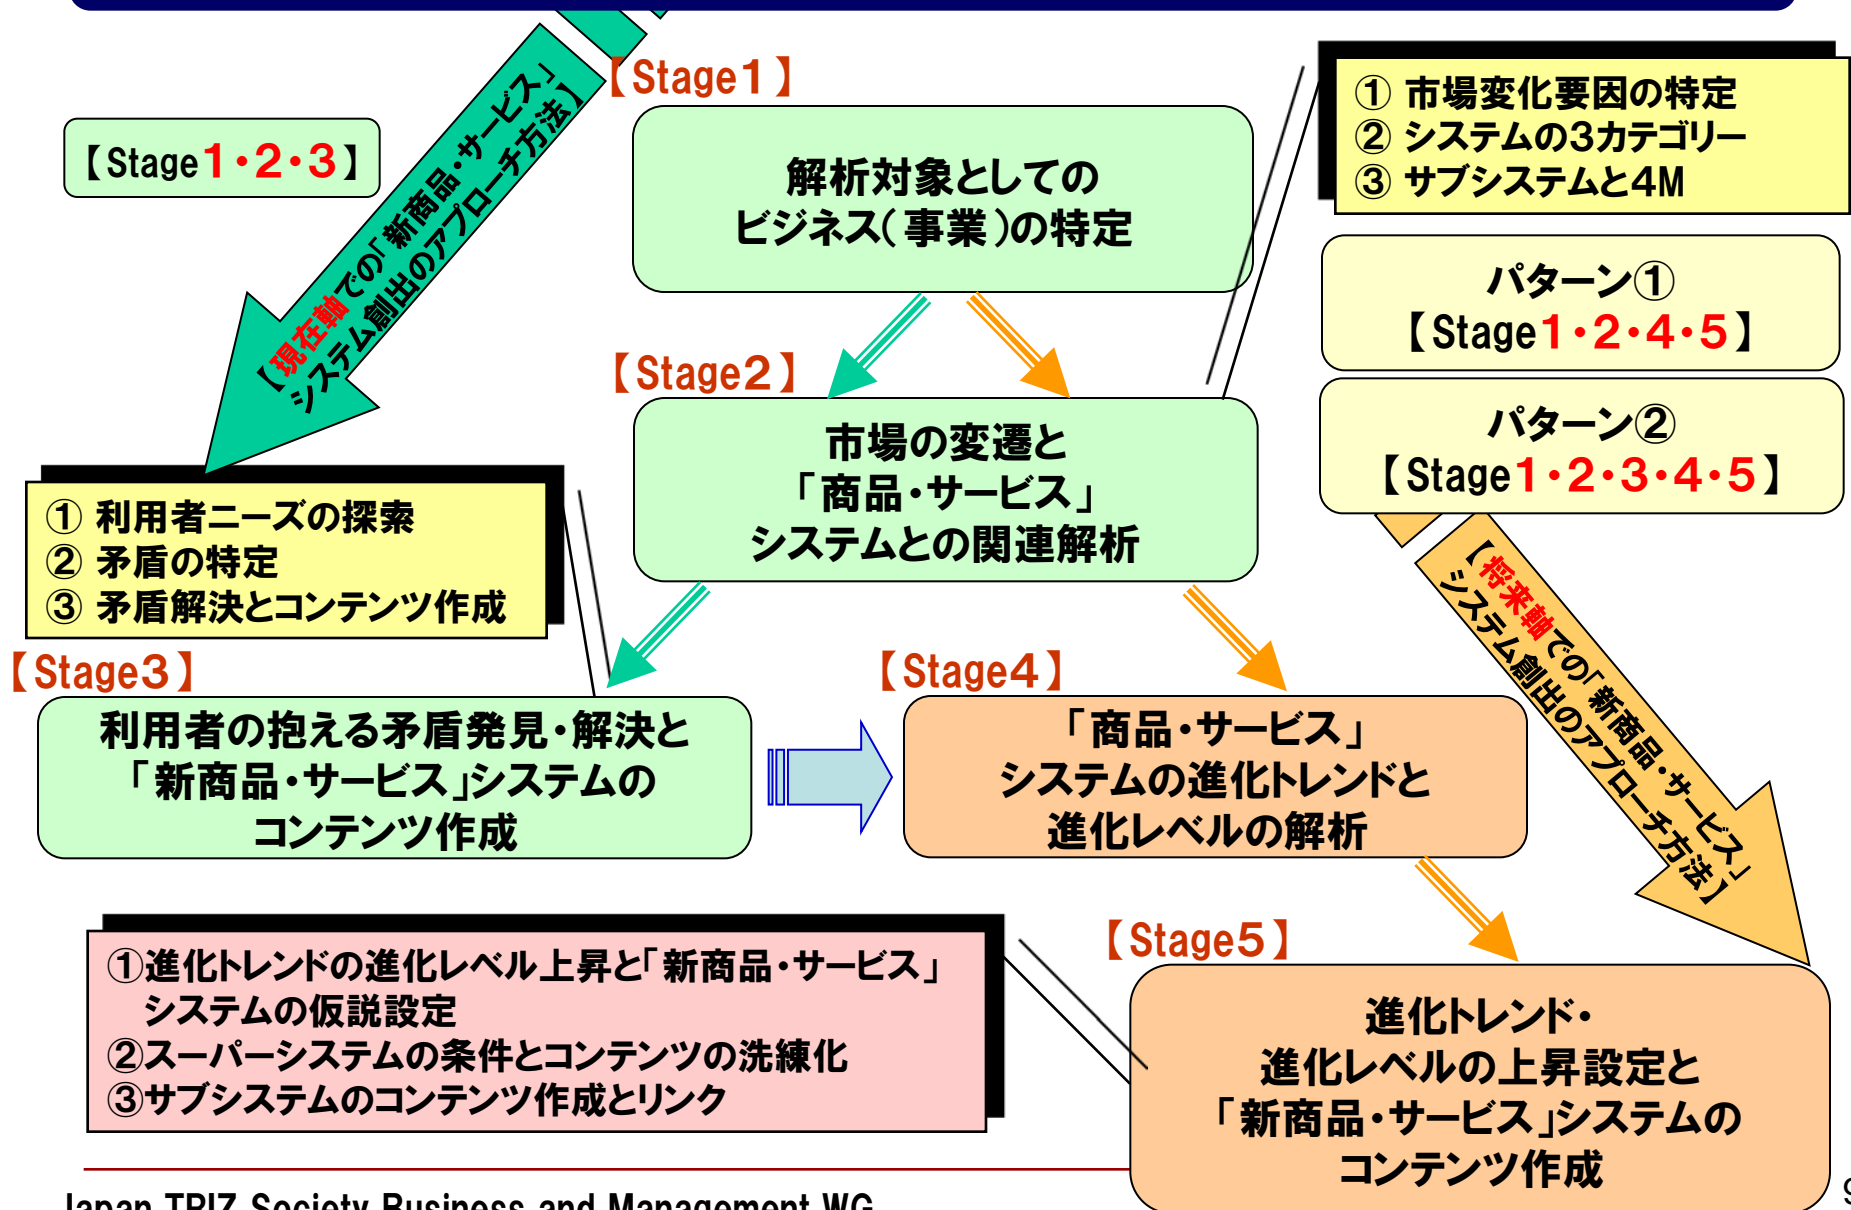 【Stage1】
解析対象としての
ビジネス(事業)の特定
【Stage1・2・3】
【現在軸での「新商品・サービス」
システム創出のアプローチ方法】
① 市場変化要因の特定
② システムの3カテゴリー
③ サブシステムと4M
パターン①
【Stage1・2・4・5】
パターン②
【Stage1・2・3・4・5】
【Stage2】
市場の変遷と
「商品・サービス」
システムとの関連解析
① 利用者ニーズの探索
② 矛盾の特定
③ 矛盾解決とコンテンツ作成
【将来軸での「新商品・サービス」
システム創出のアプローチ方法】
【Stage3】
利用者の抱える矛盾発見・解決と
「新商品・サービス」システムの
コンテンツ作成
【Stage4】
「商品・サービス」
システムの進化トレンドと
進化レベルの解析
①進化トレンドの進化レベル上昇と「新商品・サービス」
システムの仮説設定
②スーパーシステムの条件とコンテンツの洗練化
③サブシステムのコンテンツ作成とリンク
【Stage5】
進化トレンド・
進化レベルの上昇設定と
「新商品・サービス」システムの
コンテンツ作成
Japan TRIZ Society Business and Management WG
9